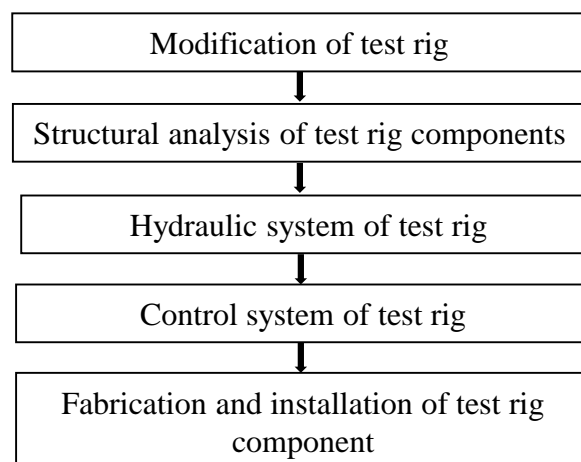 Modification of test rig
Structural analysis of test rig components
Hydraulic system of test rig
Control system of test rig
Fabrication and installation of test rig
component